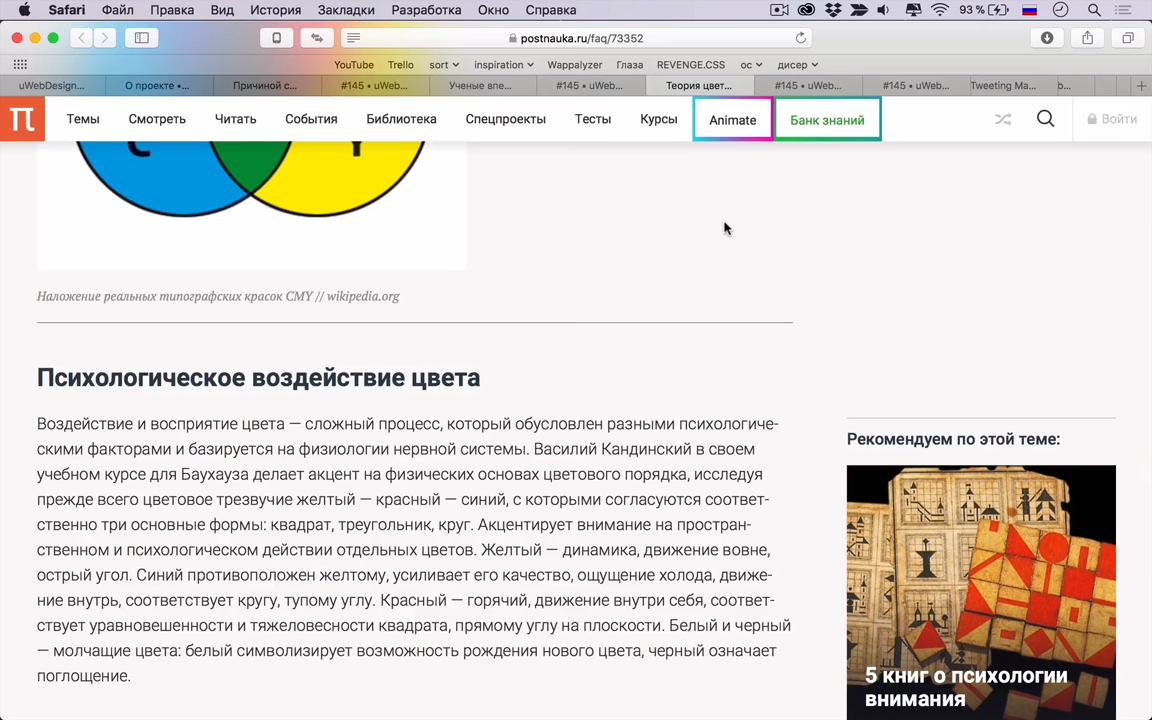 Safari Файл Правка Вид История Закладки Разработка Окно Справка 93 %
postnauka.ru/faq/73352
YouTube Trello sort inspiration Wappalyzer Глаза REVENGE.CSS ос дисер
uWebDesign... О проекте •... Причиной с... #145 • uWeb... Ученые впе... #145 • uWeb... Теория цвет... #145 • uWeb... #145 • uWeb... Tweeting Ma... b...
π Темы Смотреть Читать События Библиотека Спецпроекты Тесты Курсы Animate Банк знаний Войти
C Y
Наложение реальных типографских красок CMY // wikipedia.org
Психологическое воздействие цвета
Воздействие и восприятие цвета — сложный процесс, который обусловлен разными психологиче-
скими факторами и базируется на физиологии нервной системы. Василий Кандинский в своем
учебном курсе для Баухауза делает акцент на физических основах цветового порядка, исследуя
прежде всего цветовое трезвучие желтый — красный — синий, с которыми согласуются соответ-
ственно три основные формы: квадрат, треугольник, круг. Акцентирует внимание на простран-
ственном и психологическом действии отдельных цветов. Желтый — динамика, движение вовне,
острый угол. Синий противоположен желтому, усиливает его качество, ощущение холода, движе-
ние внутрь, соответствует кругу, тупому углу. Красный — горячий, движение внутри себя, соответ-
ствует уравновешенности и тяжеловесности квадрата, прямому углу на плоскости. Белый и черный
— молчащие цвета: белый символизирует возможность рождения нового цвета, черный означает
поглощение.
Рекомендуем по этой теме:
5 книг о психологии
внимания